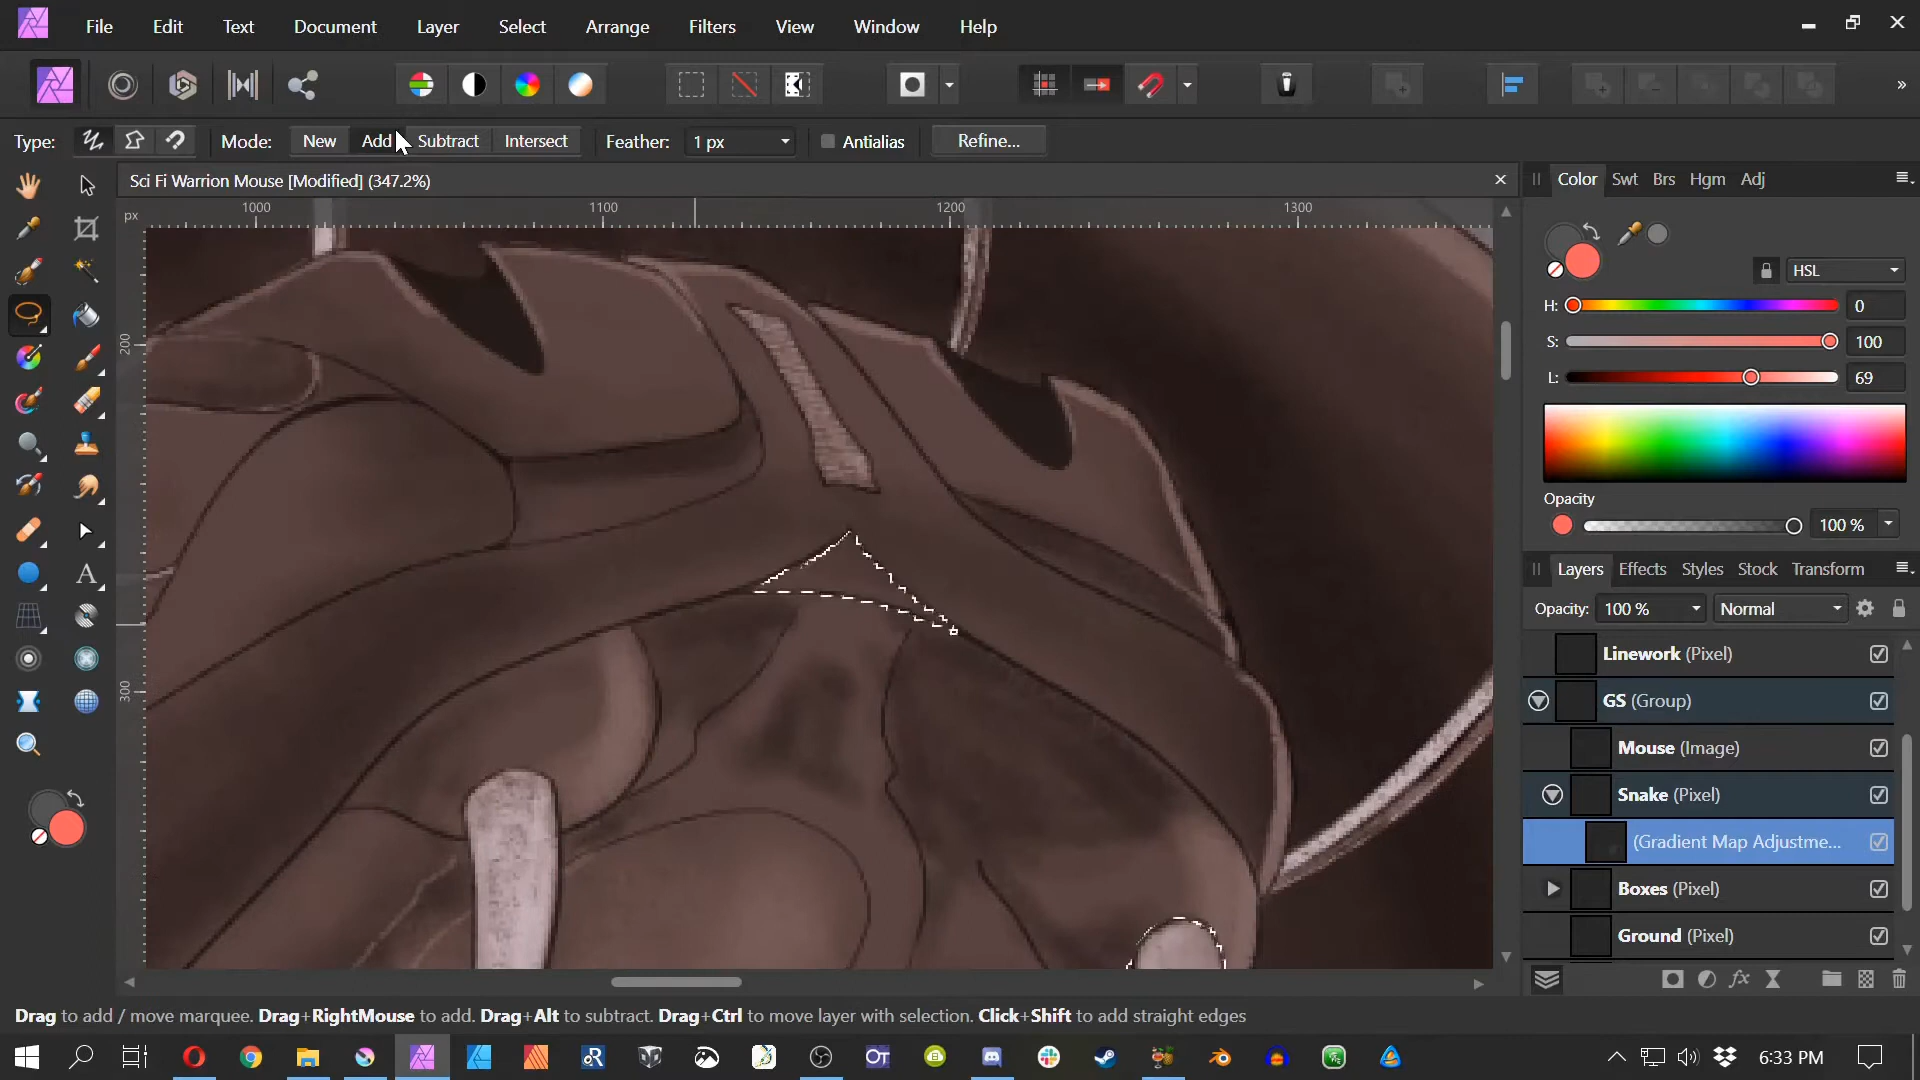 File Edit Text Document Layer Select Arrange Filters View Window Help
Type: Mode: New Add Subtract Intersect Feather: 1 px Antialias Refine...
Sci Fi Warrion Mouse [Modified] (347.2%)
Color Swt Brs Hgm Adj
px 1000 1100 1200 1300
HSL
H: 0
200
S: 100
L: 69
Opacity
100 %
Layers Effects Styles Stock Transform
Opacity: 100 % Normal
Linework (Pixel)
300
GS (Group)
Mouse (Image)
Snake (Pixel)
(Gradient Map Adjustme...
Boxes (Pixel)
Ground (Pixel)
Drag to add / move marquee. Drag+RightMouse to add. Drag+Alt to subtract. Drag+Ctrl to move layer with selection. Click+Shift to add straight edges
6:33 PM